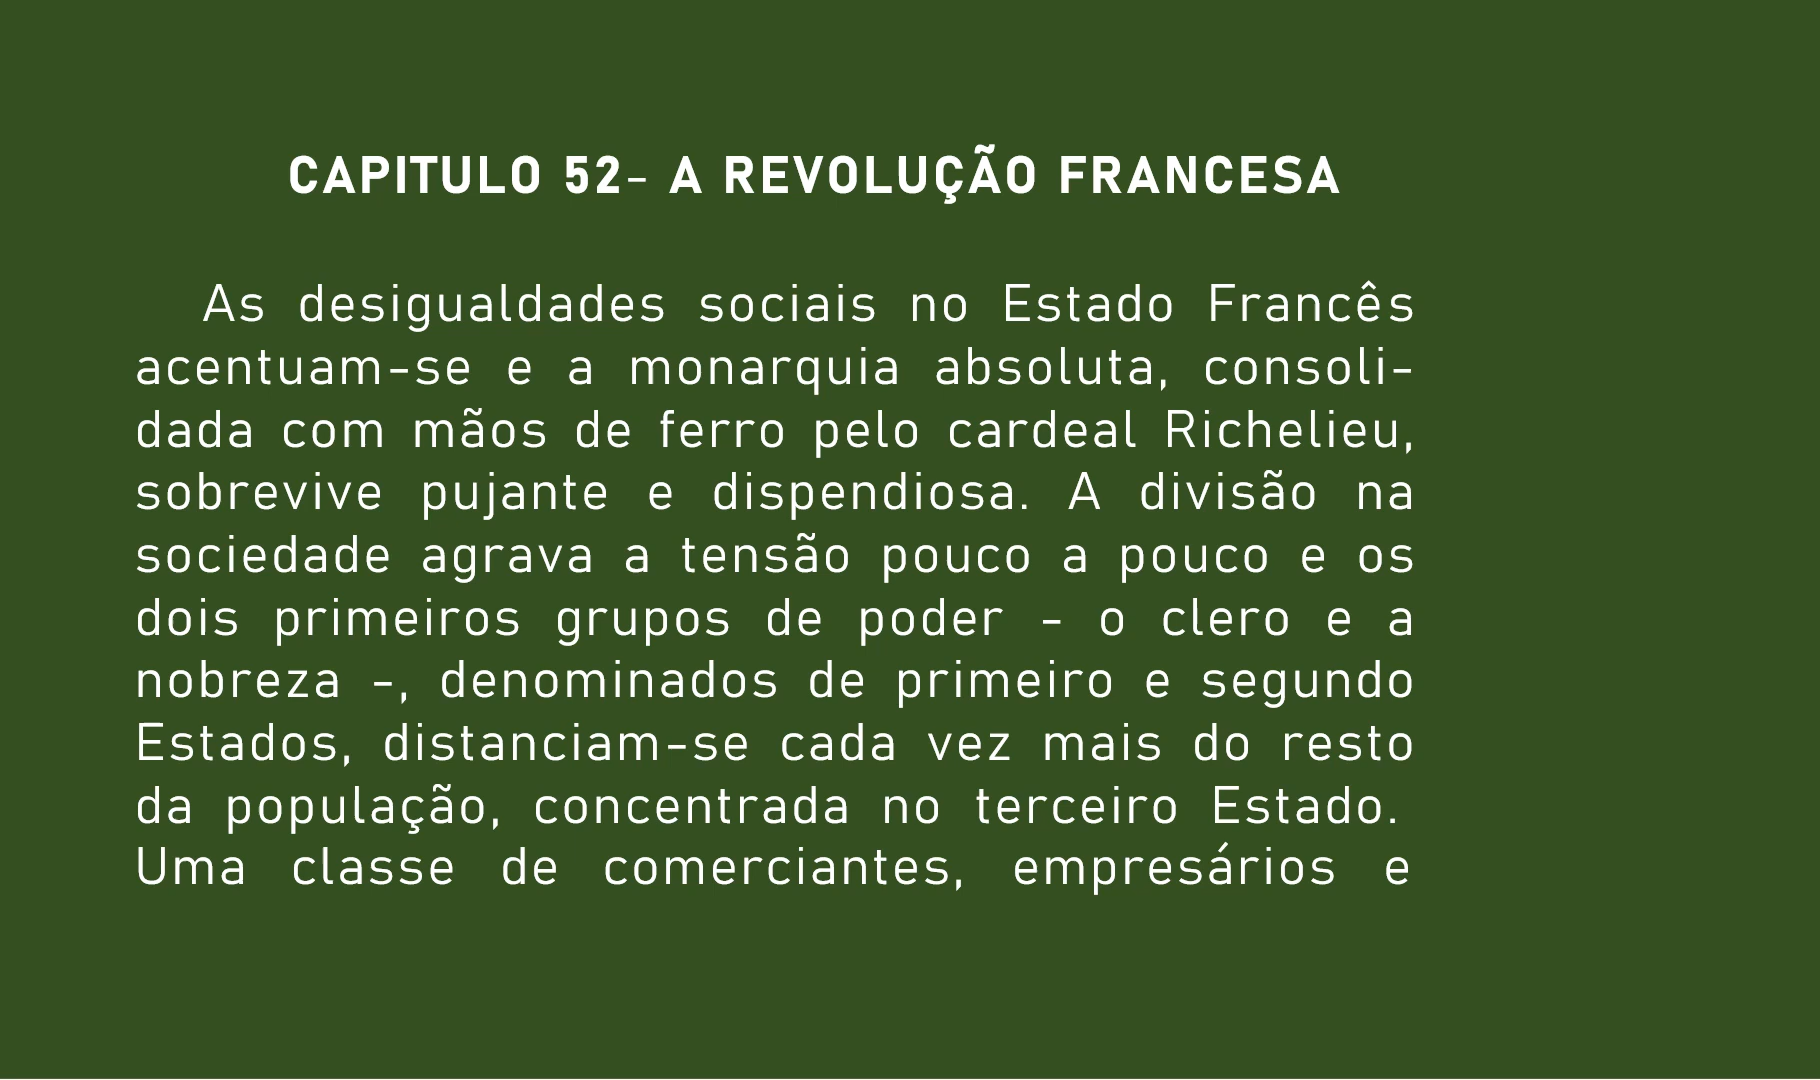 CAPITULO 52- A REVOLUÇÃO FRANCESA
As desigualdades sociais no Estado Francês
acentuam-se e a monarquia absoluta, consoli-
dada com mãos de ferro pelo cardeal Richelieu,
sobrevive pujante e dispendiosa. A divisão na
sociedade agrava a tensão pouco a pouco e os
dois primeiros grupos de poder - o clero e a
nobreza -, denominados de primeiro e segundo
Estados, distanciam-se cada vez mais do resto
da população, concentrada no terceiro Estado.
Uma classe de comerciantes, empresários e